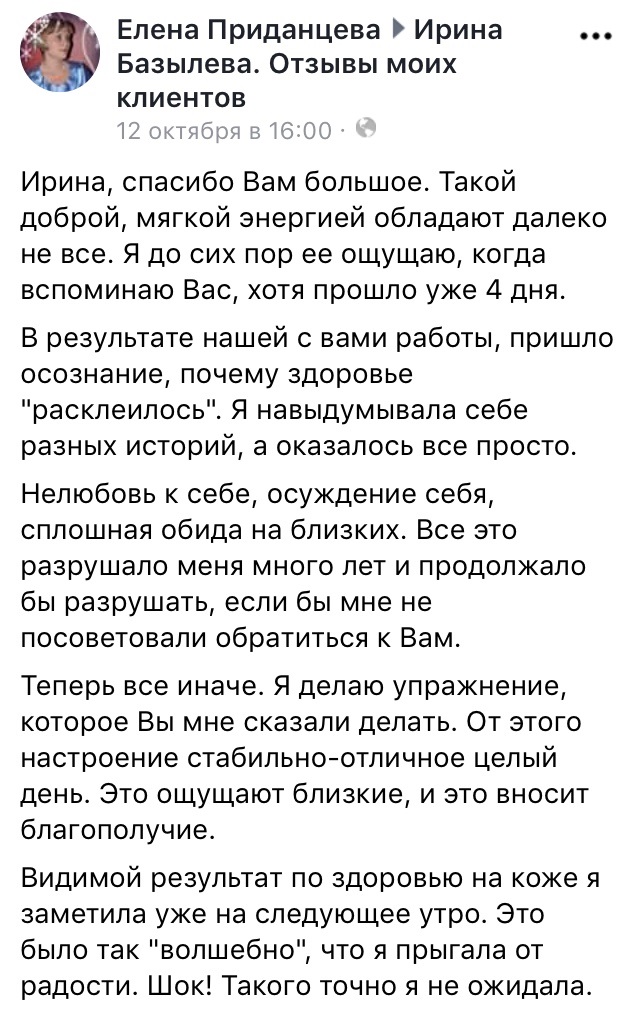 Елена Приданцева ▸ Ирина
Базылева. Отзывы моих
клиентов
12 октября в 16:00 ·
Ирина, спасибо Вам большое. Такой
доброй, мягкой энергией обладают далеко
не все. Я до сих пор ее ощущаю, когда
вспоминаю Вас, хотя прошло уже 4 дня.
В результате нашей с вами работы, пришло
осознание, почему здоровье
"расклеилось". Я навыдумывала себе
разных историй, а оказалось все просто.
Нелюбовь к себе, осуждение себя,
сплошная обида на близких. Все это
разрушало меня много лет и продолжало
бы разрушать, если бы мне не
посоветовали обратиться к Вам.
Теперь все иначе. Я делаю упражнение,
которое Вы мне сказали делать. От этого
настроение стабильно-отличное целый
день. Это ощущают близкие, и это вносит
благополучие.
Видимой результат по здоровью на коже я
заметила уже на следующее утро. Это
было так "волшебно", что я прыгала от
радости. Шок! Такого точно я не ожидала.